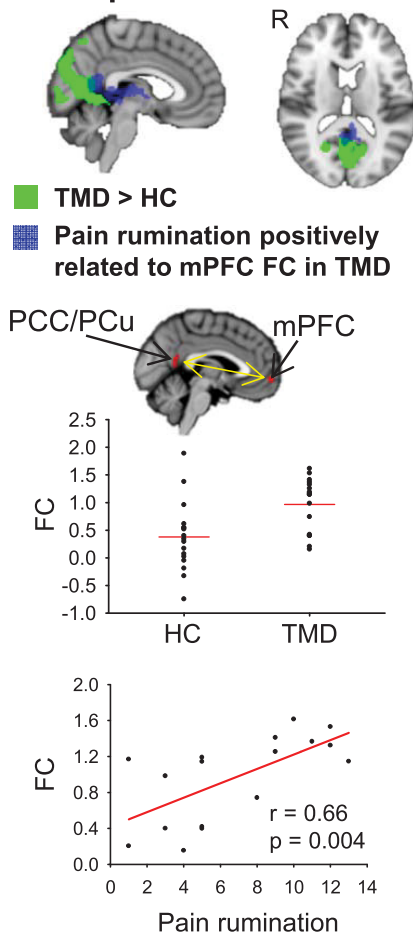 R
TMD > HC
Pain rumination positively
related to mPFC FC in TMD
PCC/PCu
mPFC
2.5
2.0
1.5
1.0
0.5
0.0
-0.5
-1.0
FC
HC TMD
1.6
1.2
0.8
0.4
0.0
FC
r = 0.66
p = 0.004
0 2 4 6 8 10 12 14
Pain rumination